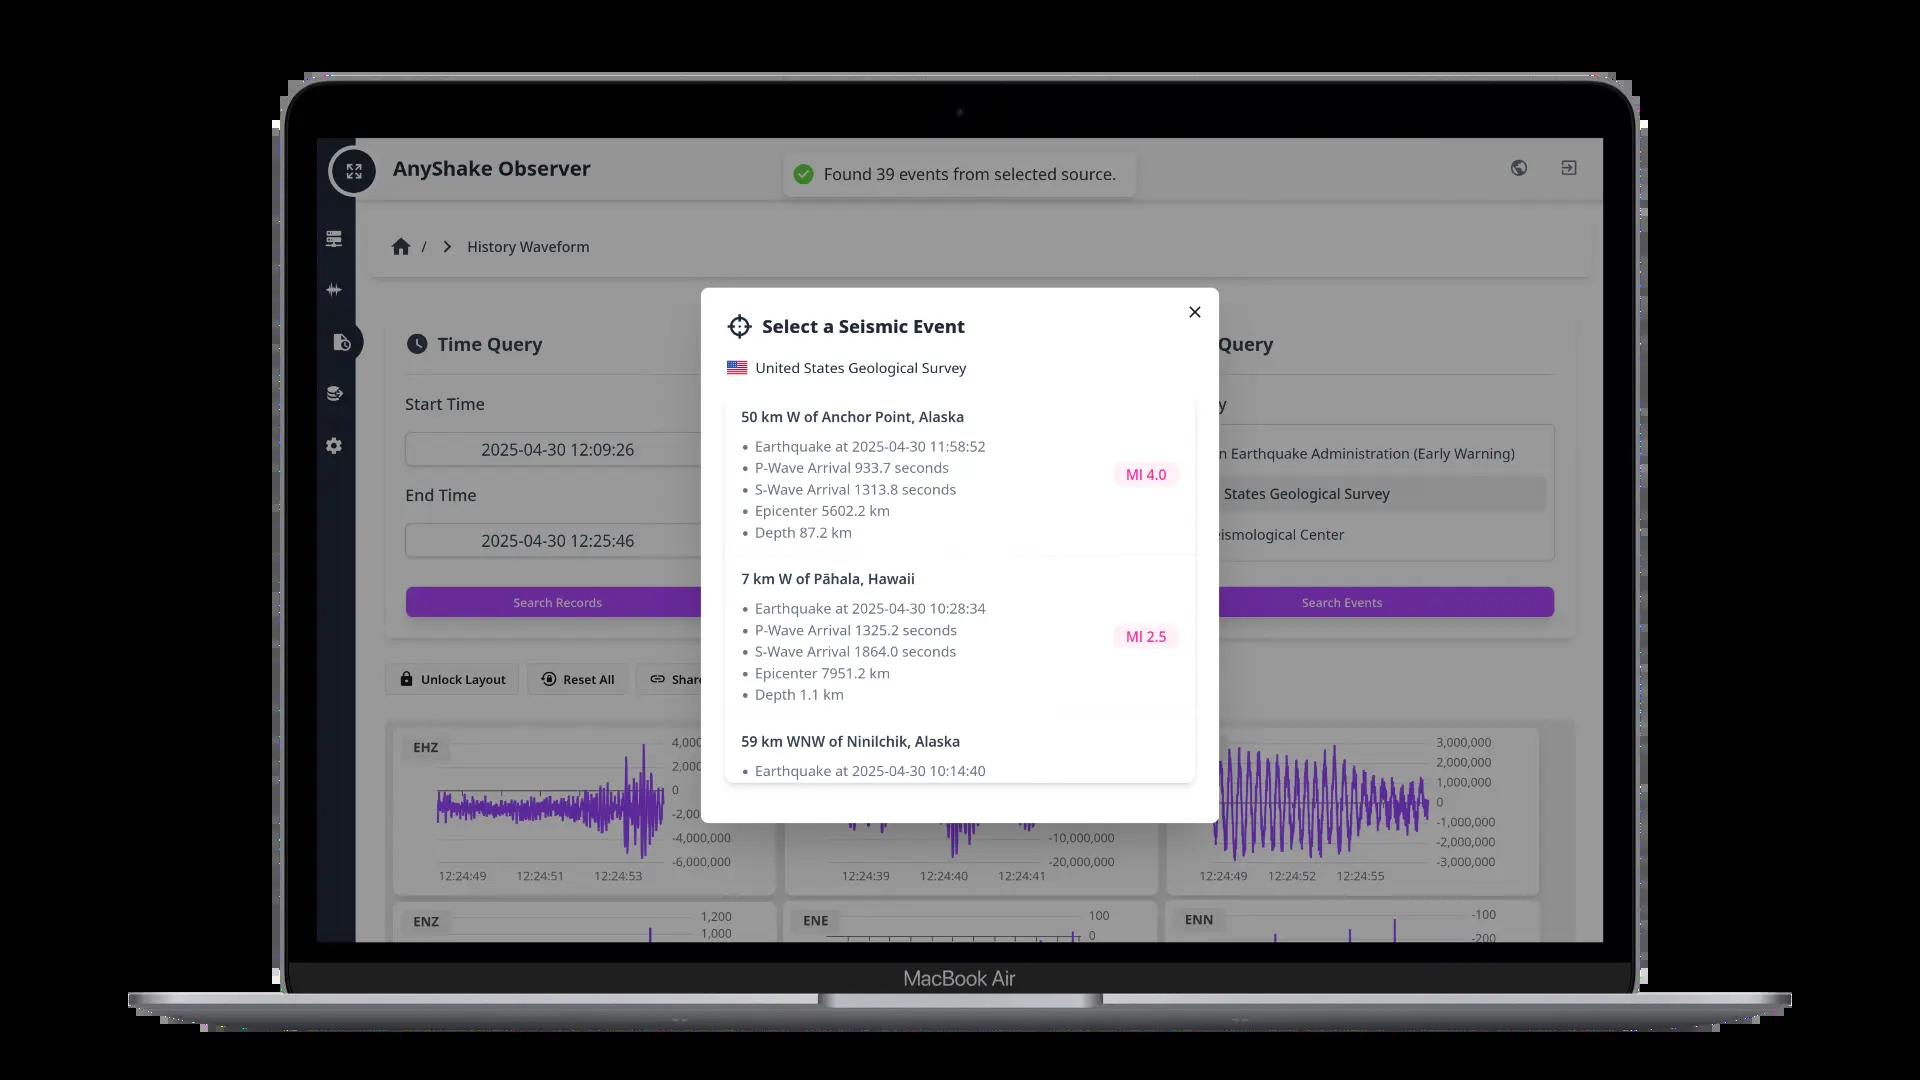 AnyShake Observer
Found 39 events from selected source.
/ History Waveform
Time Query
Start Time
2025-04-30 12:09:26
End Time
2025-04-30 12:25:46
Search Records
Select a Seismic Event
United States Geological Survey
50 km W of Anchor Point, Alaska
• Earthquake at 2025-04-30 11:58:52
• P-Wave Arrival 933.7 seconds
• S-Wave Arrival 1313.8 seconds
• Epicenter 5602.2 km
• Depth 87.2 km
Ml 4.0
7 km W of Pāhala, Hawaii
• Earthquake at 2025-04-30 10:28:34
• P-Wave Arrival 1325.2 seconds
• S-Wave Arrival 1864.0 seconds
• Epicenter 7951.2 km
• Depth 1.1 km
Ml 2.5
59 km WNW of Ninilchik, Alaska
• Earthquake at 2025-04-30 10:14:40
Query
Earthquake Administration (Early Warning)
States Geological Survey
Center
Search Events
Unlock Layout
Reset All
EHZ
0
-4,000,000
-6,000,000
12:24:49 12:24:51 12:24:53
-10,000,000
-20,000,000
12:24:39 12:24:40 12:24:41
3,000,000
2,000,000
1,000,000
0
-1,000,000
-2,000,000
-3,000,000
12:24:49 12:24:52 12:24:55
ENZ
1,200
1,000
ENE
100
0
ENN
-100
-200
MacBook Air